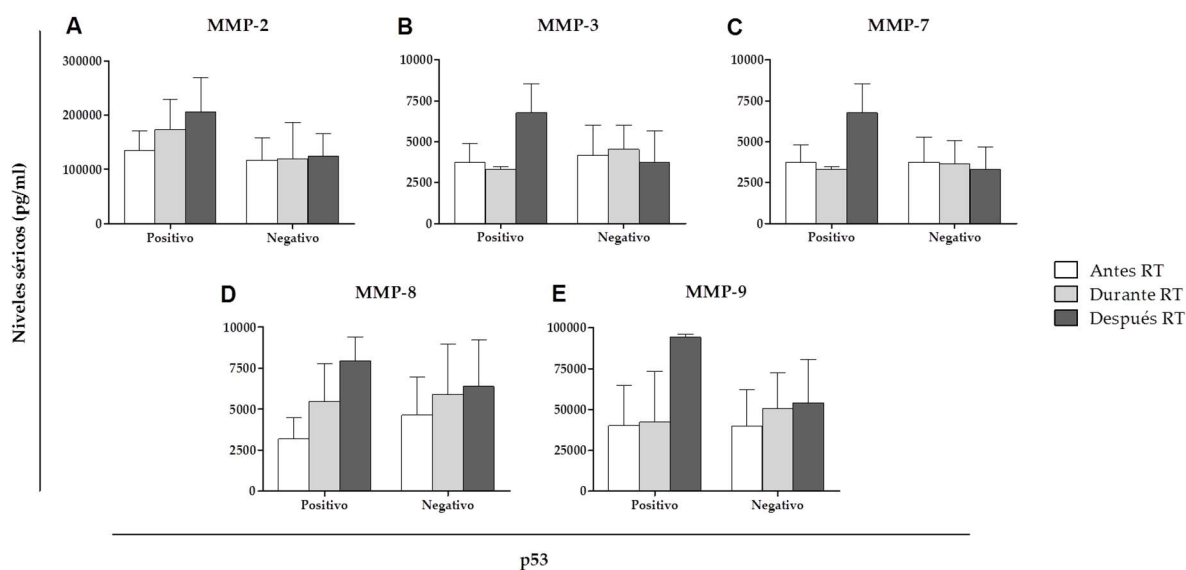 A
MMP-2
B
MMP-3
C
MMP-7
Niveles séricos (pg/ml)
300000
200000
100000
0
Positivo
Negativo
10000
7500
5000
2500
0
Positivo
Negativo
10000
7500
5000
2500
0
Positivo
Negativo
D
MMP-8
E
MMP-9
10000
7500
5000
2500
0
Positivo
Negativo
100000
75000
50000
25000
0
Positivo
Negativo
Antes RT
Durante RT
Después RT
p53